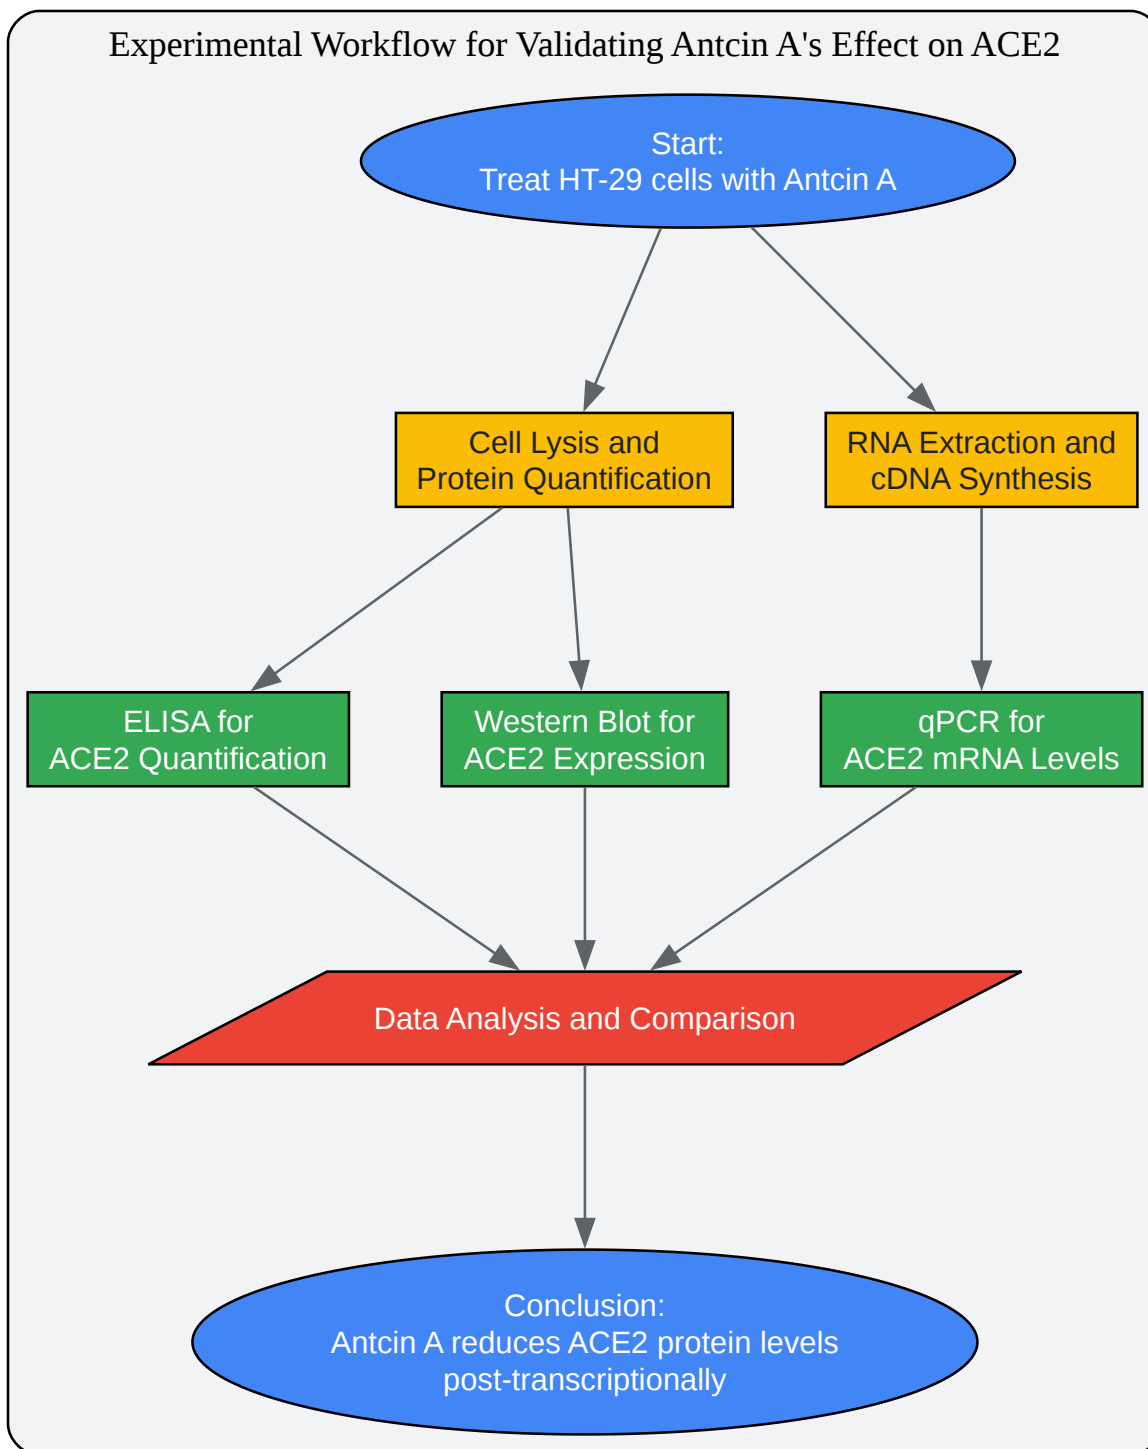 Experimental Workflow for Validating Antcin A's Effect on ACE2
Start:
Treat HT-29 cells with Antcin A
Cell Lysis and
Protein Quantification
RNA Extraction and
cDNA Synthesis
ELISA for
ACE2 Quantification
Western Blot for
ACE2 Expression
qPCR for
ACE2 mRNA Levels
Data Analysis and Comparison
Conclusion:
Antcin A reduces ACE2 protein levels
post-transcriptionally